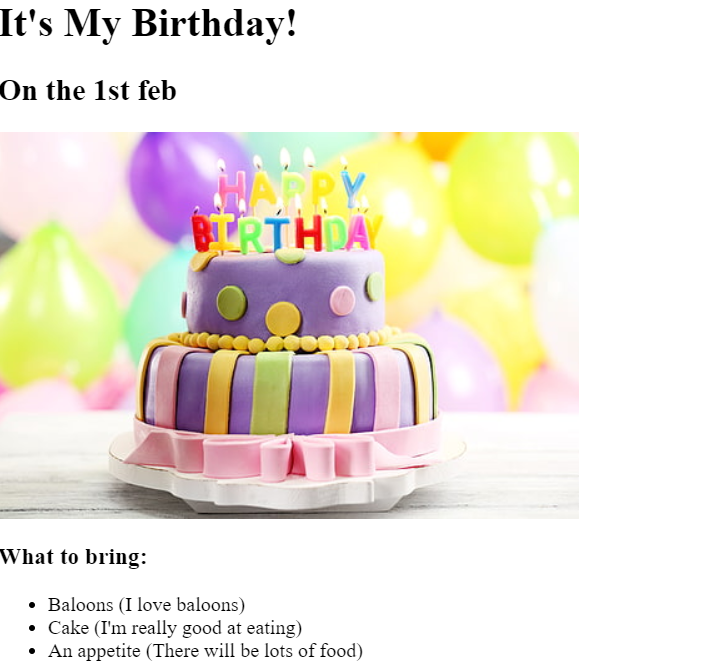 It's My Birthday!
On the 1st feb
HAPPY
BIRTHDAY
What to bring:
Baloons (I love baloons)
Cake (I'm really good at eating)
An appetite (There will be lots of food)